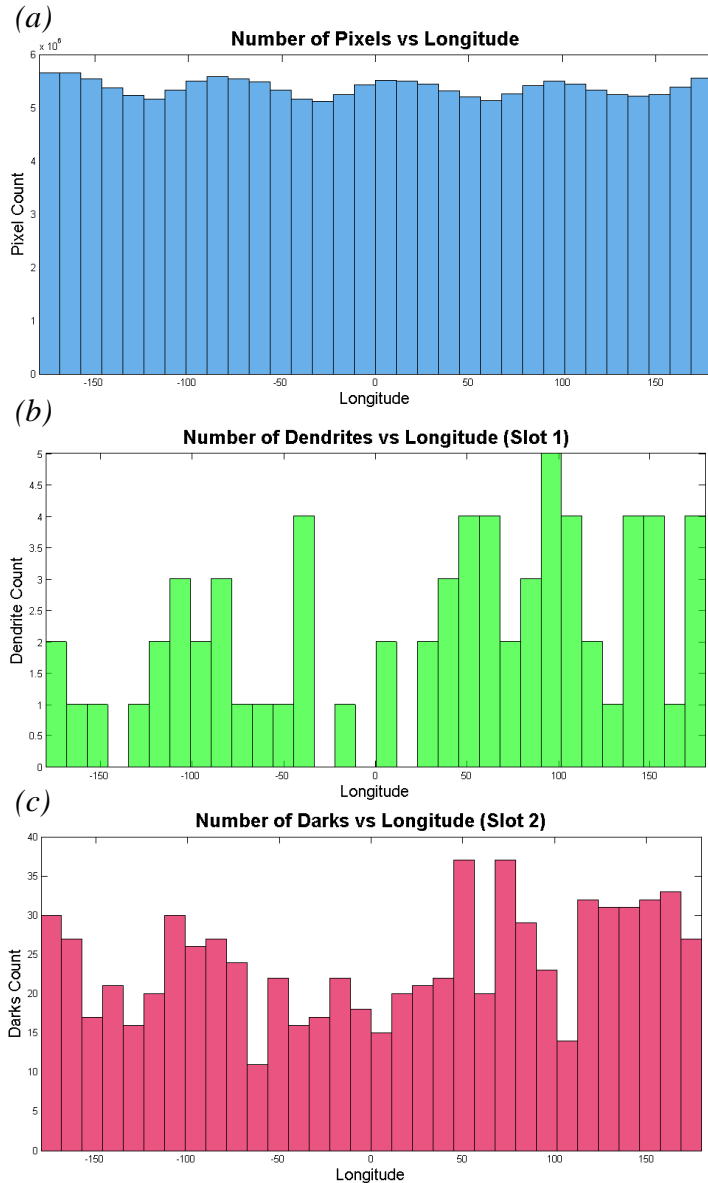 (a)
Number of Pixels vs Longitude
x 10^6
6
5
4
3
2
1
0
Pixel Count
-150 -100 -50 0 50 100 150
Longitude
(b)
Number of Dendrites vs Longitude (Slot 1)
5
4.5
4
3.5
3
2.5
2
1.5
1
0.5
0
Dendrite Count
-150 -100 -50 0 50 100 150
Longitude
(c)
Number of Darks vs Longitude (Slot 2)
40
35
30
25
20
15
10
5
0
Darks Count
-150 -100 -50 0 50 100 150
Longitude